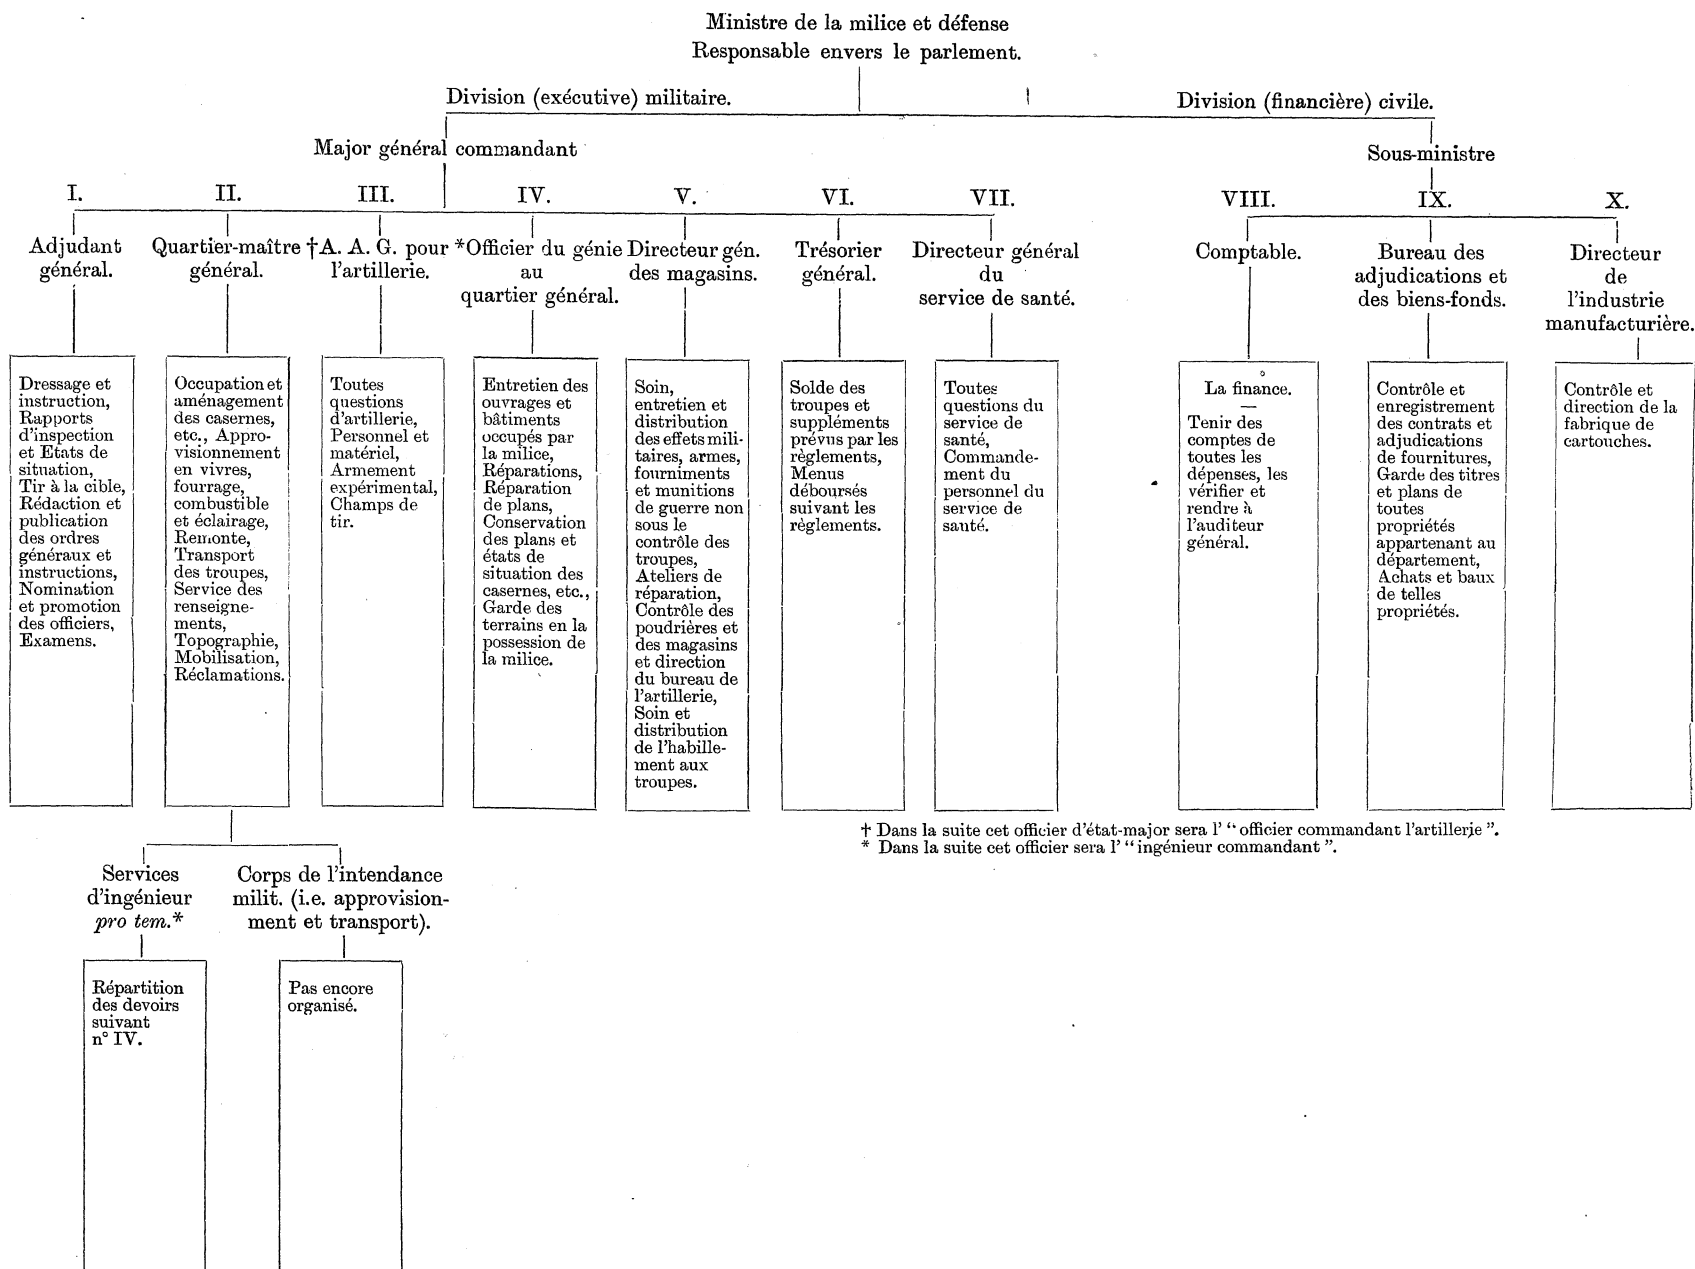 Ministre de la milice et défense
Responsable envers le parlement.
Division (exécutive) militaire.
Division (financière) civile.
Major général commandant
Sous-ministre
I.
II.
III.
IV.
V.
VI.
VII.
VIII.
IX.
X.
Adjudant
général.
Quartier-maître
général.
†A. A. G. pour
l'artillerie.
*Officier du génie
au
quartier général.
Directeur gén.
des magasins.
Trésorier
général.
Directeur général
du
service de santé.
Comptable.
Bureau des
adjudications et
des biens-fonds.
Directeur
de
l'industrie
manufacturière.
Dressage et
instruction,
Rapports
d'inspection
et Etats de
situation,
Tir à la cible,
Rédaction et
publication
des ordres
généraux et
instructions,
Nomination
et promotion
des officiers,
Examens.
Occupation et
aménagement
des casernes,
etc., Appro-
visionnement
en vivres,
fourrage,
combustible
et éclairage,
Remonte,
Transport
des troupes,
Service des
renseigne-
ments,
Topographie,
Mobilisation,
Réclamations.
Toutes
questions
d'artillerie,
Personnel et
matériel,
Armement
expérimental,
Champs de
tir.
Entretien des
ouvrages et
bâtiments
occupés par
la milice,
Réparations,
Réparation
de plans,
Conservation
des plans et
états de
situation des
casernes, etc.,
Garde des
terrains en la
possession de
la milice.
Soin,
entretien et
distribution
des effets mili-
taires, armes,
fourniments
et munitions
de guerre non
sous le
contrôle des
troupes,
Ateliers de
réparation,
Contrôle des
poudrières et
des magasins
et direction
du bureau de
l'artillerie,
Soin et
distribution
de l'habille-
ment aux
troupes.
Solde des
troupes et
suppléments
prévus par les
règlements,
Menus
déboursés
suivant les
règlements.
Toutes
questions du
service de
santé,
Commande-
ment du
personnel du
service de
santé.
La finance.
—
Tenir des
comptes de
toutes les
dépenses, les
vérifier et
rendre à
l'auditeur
général.
Contrôle et
enregistrement
des contrats et
adjudications
de fournitures,
Garde des titres
et plans de
toutes
propriétés
appartenant au
département,
Achats et baux
de telles
propriétés.
Contrôle et
direction de la
fabrique de
cartouches.
† Dans la suite cet officier d'état-major sera l' “ officier commandant l'artillerie ”.
* Dans la suite cet officier sera l' “ ingénieur commandant ”.
Services
d'ingénieur
pro tem.*
Corps de l'intendance
milit. (i.e. approvision-
ment et transport).
Répartition
des devoirs
suivant
n° IV.
Pas encore
organisé.